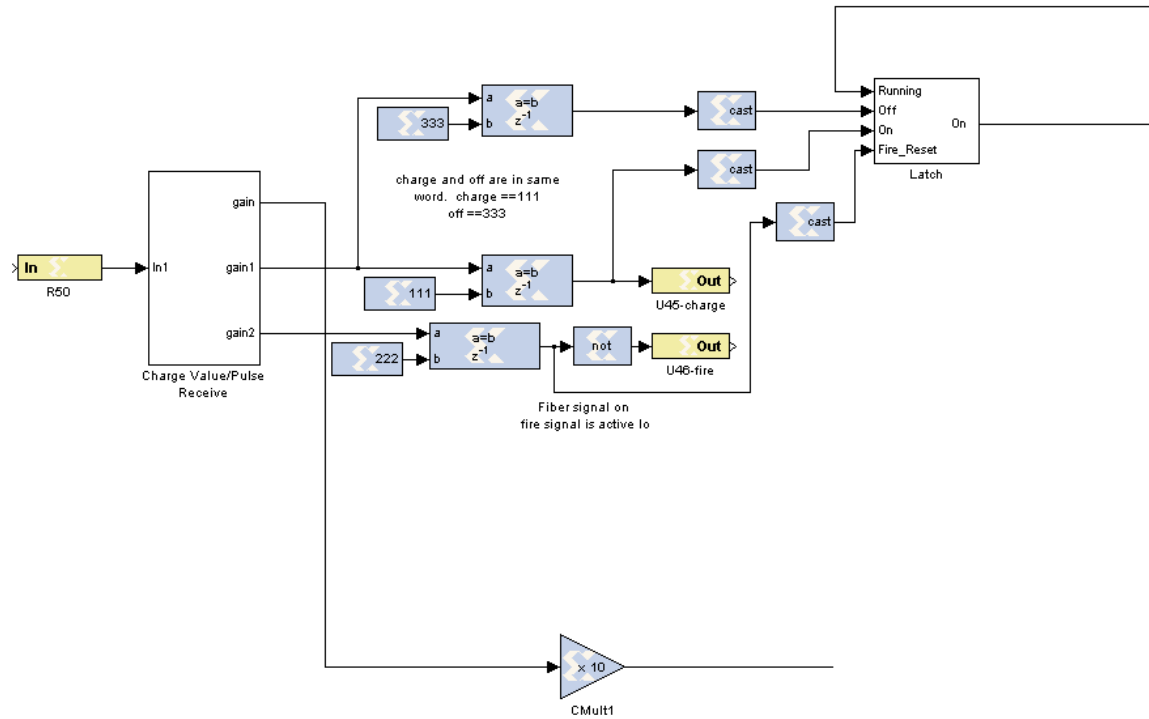 Running
Off
On
Fire_Reset
On
Latch
a
b
a=b
z-1
333
cast
cast
cast
charge and off are in same
word. charge ==111
off ==333
In
R50
In1
gain
gain1
gain2
Charge Value/Pulse
Receive
a
b
a=b
z-1
111
Out
U45-charge
a
b
a=b
z-1
222
not
Out
U46-fire
Fiber signal on
fire signal is active lo
x 10
CMult1